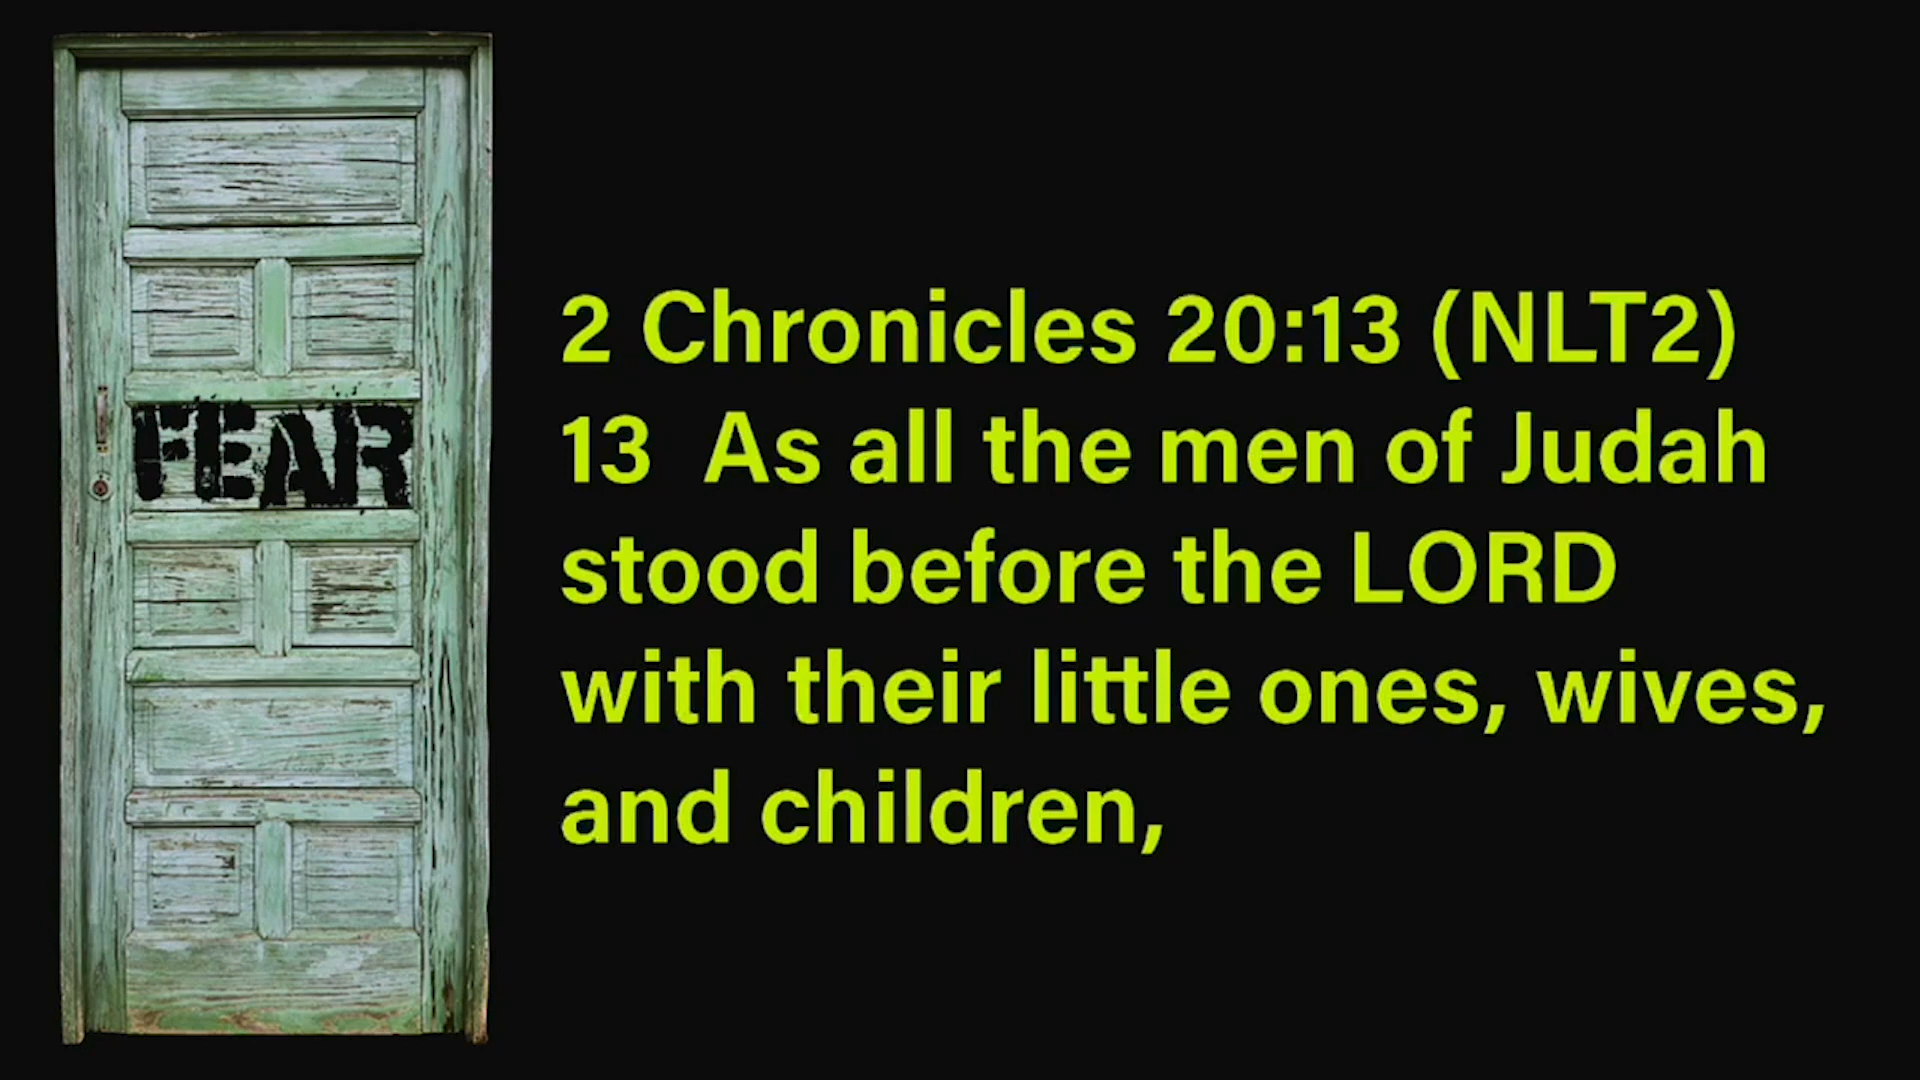 FEAR
2 Chronicles 20:13 (NLT2)
13  As all the men of Judah
stood before the LORD
with their little ones, wives,
and children,